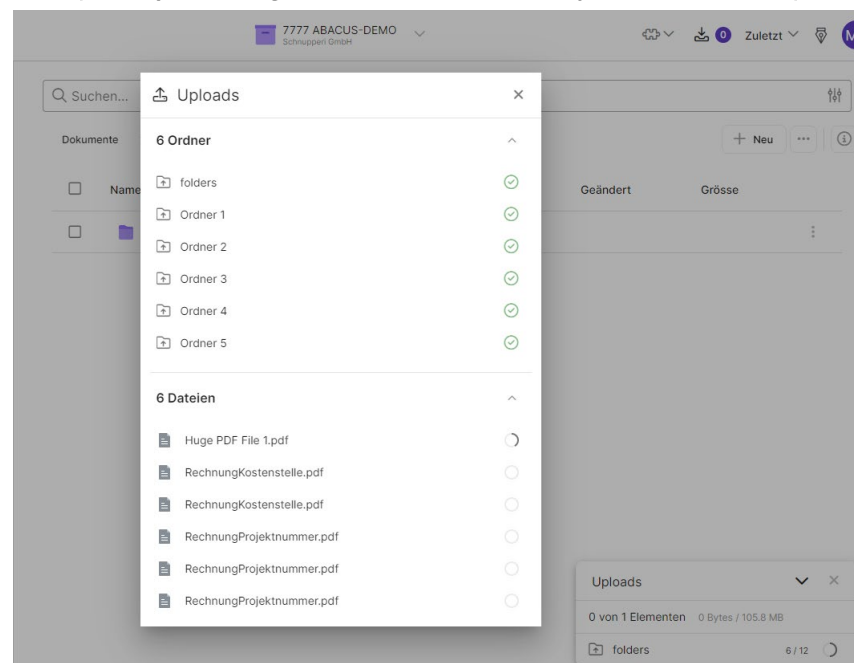 7777 ABACUS-DEMO
Schnupperi GmbH
0 Zuletzt
Suchen...
Dokumente
+ Neu
Name
Geändert
Grösse
Uploads
6 Ordner
folders
Ordner 1
Ordner 2
Ordner 3
Ordner 4
Ordner 5
6 Dateien
Huge PDF File 1.pdf
RechnungKostenstelle.pdf
RechnungKostenstelle.pdf
RechnungProjektnummer.pdf
RechnungProjektnummer.pdf
RechnungProjektnummer.pdf
Uploads
0 von 1 Elementen 0 Bytes / 105.8 MB
folders 6 / 12